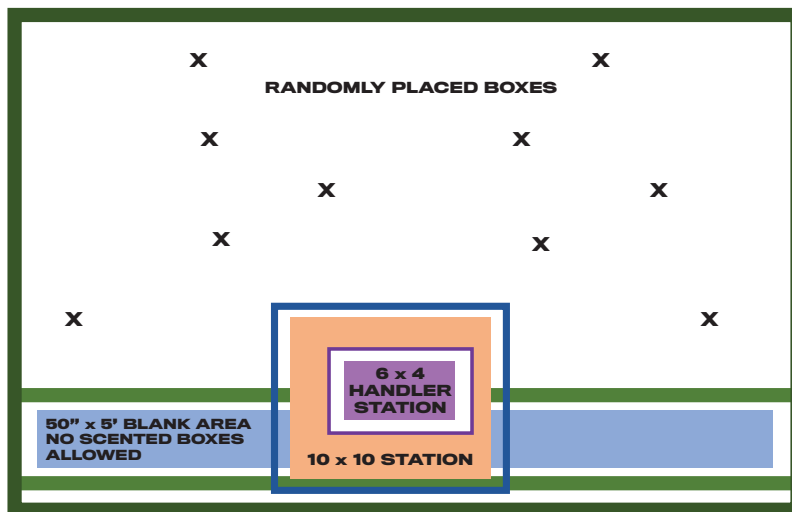 X
X
RANDOMLY PLACED BOXES
X
X
X
X
X
X
X
X
6 x 4
HANDLER
STATION
50” x 5’ BLANK AREA
NO SCENTED BOXES
ALLOWED
10 x 10 STATION